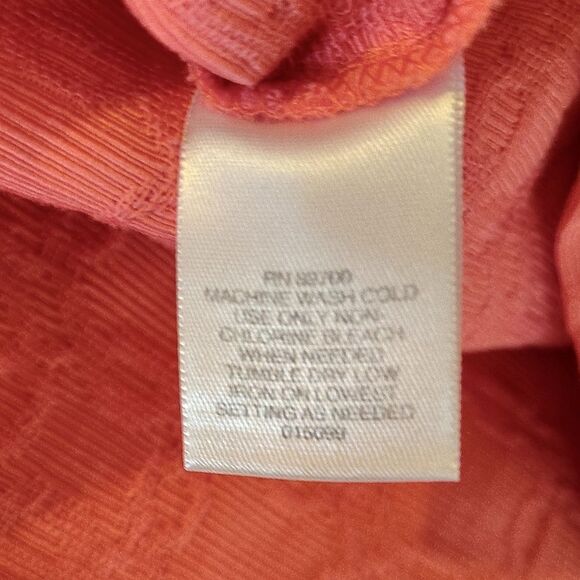 RN
MACHINE WASH COLD
USE ONLY NON-
CHLORINE BLEACH
WHEN NEEDED
TUMBLE DRY LOW
IRON ON LOWEST
SETTING AS NEEDED
015099